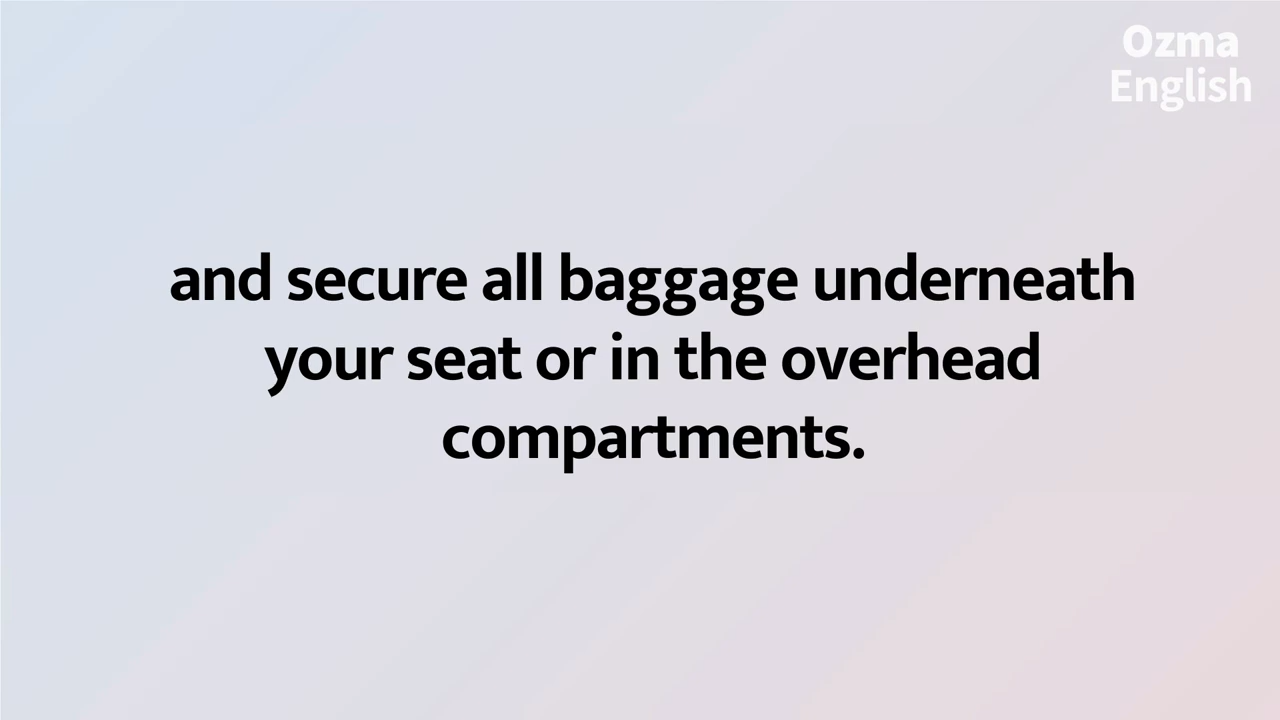 Ozma
English
and secure all baggage underneath
your seat or in the overhead
compartments.